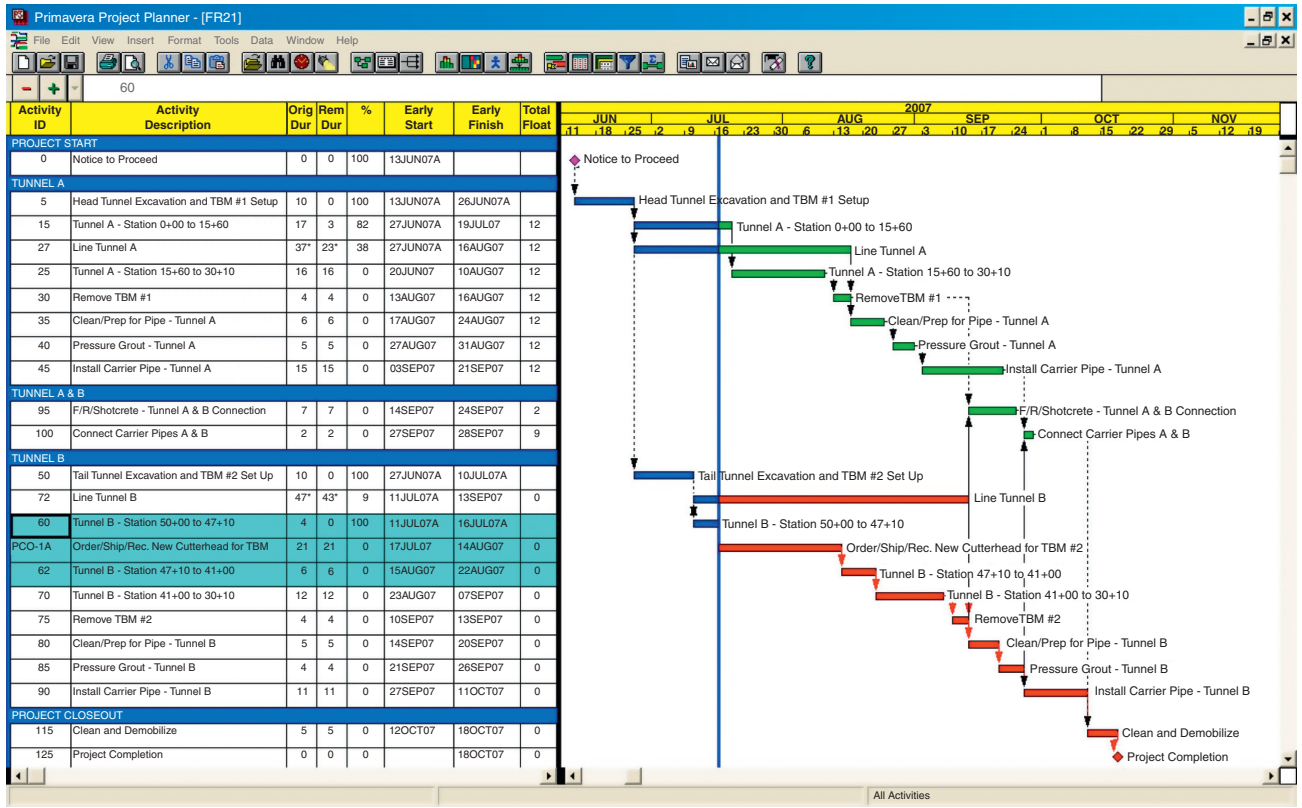 Primavera Project Planner - [FR21]
File Edit View Insert Format Tools Data Window Help
60
Activity ID Activity Description Orig Dur Rem Dur % Early Start Early Finish Total Float
2007
JUN JUL AUG SEP OCT NOV
11 18 25 2 9 16 23 30 6 13 20 27 3 10 17 24 1 8 15 22 29 5 12 19
PROJECT START
0 Notice to Proceed 0 0 100 13JUN07A
Notice to Proceed
TUNNEL A
5 Head Tunnel Excavation and TBM #1 Setup 10 0 100 13JUN07A 26JUN07A
Head Tunnel Excavation and TBM #1 Setup
15 Tunnel A - Station 0+00 to 15+60 17 3 82 27JUN07A 19JUL07 12
Tunnel A - Station 0+00 to 15+60
27 Line Tunnel A 37* 23* 38 27JUN07A 16AUG07 12
Line Tunnel A
25 Tunnel A - Station 15+60 to 30+10 16 16 0 20JUN07 10AUG07 12
Tunnel A - Station 15+60 to 30+10
30 Remove TBM #1 4 4 0 13AUG07 16AUG07 12
RemoveTBM #1
35 Clean/Prep for Pipe - Tunnel A 6 6 0 17AUG07 24AUG07 12
Clean/Prep for Pipe - Tunnel A
40 Pressure Grout - Tunnel A 5 5 0 27AUG07 31AUG07 12
Pressure Grout - Tunnel A
45 Install Carrier Pipe - Tunnel A 15 15 0 03SEP07 21SEP07 12
Install Carrier Pipe - Tunnel A
TUNNEL A & B
95 F/R/Shotcrete - Tunnel A & B Connection 7 7 0 14SEP07 24SEP07 2
F/R/Shotcrete - Tunnel A & B Connection
100 Connect Carrier Pipes A & B 2 2 0 27SEP07 28SEP07 9
Connect Carrier Pipes A & B
TUNNEL B
50 Tail Tunnel Excavation and TBM #2 Set Up 10 0 100 27JUN07A 10JUL07A
Tail Tunnel Excavation and TBM #2 Set Up
72 Line Tunnel B 47* 43* 9 11JUL07A 13SEP07 0
Line Tunnel B
60 Tunnel B - Station 50+00 to 47+10 4 0 100 11JUL07A 16JUL07A
Tunnel B - Station 50+00 to 47+10
PCO-1A Order/Ship/Rec. New Cutterhead for TBM 21 21 0 17JUL07 14AUG07 0
Order/Ship/Rec. New Cutterhead for TBM #2
62 Tunnel B - Station 47+10 to 41+00 6 6 0 15AUG07 22AUG07 0
Tunnel B - Station 47+10 to 41+00
70 Tunnel B - Station 41+00 to 30+10 12 12 0 23AUG07 07SEP07 0
Tunnel B - Station 41+00 to 30+10
75 Remove TBM #2 4 4 0 10SEP07 13SEP07 0
RemoveTBM #2
80 Clean/Prep for Pipe - Tunnel B 5 5 0 14SEP07 20SEP07 0
Clean/Prep for Pipe - Tunnel B
85 Pressure Grout - Tunnel B 4 4 0 21SEP07 26SEP07 0
Pressure Grout - Tunnel B
90 Install Carrier Pipe - Tunnel B 11 11 0 27SEP07 11OCT07 0
Install Carrier Pipe - Tunnel B
PROJECT CLOSEOUT
115 Clean and Demobilize 5 5 0 12OCT07 18OCT07 0
Clean and Demobilize
125 Project Completion 0 0 0 18OCT07 0
Project Completion
All Activities